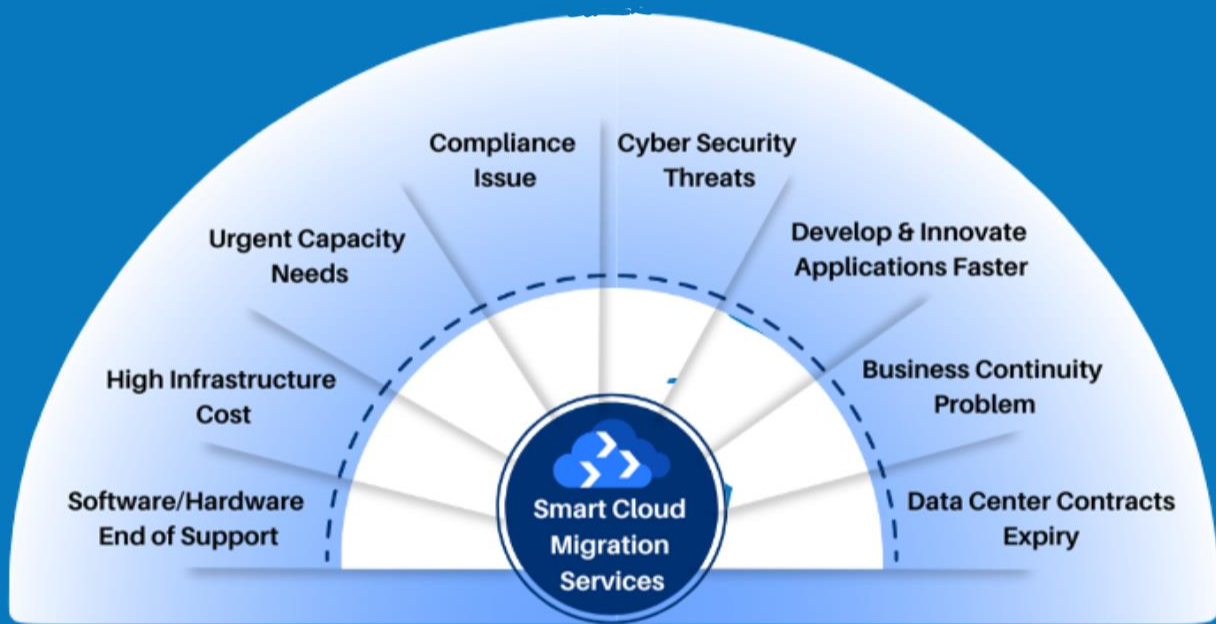 Compliance
Issue
Cyber Security
Threats
Urgent Capacity
Needs
Develop & Innovate
Applications Faster
High Infrastructure
Cost
Business Continuity
Problem
Software/Hardware
End of Support
Data Center Contracts
Expiry
Smart Cloud
Migration
Services